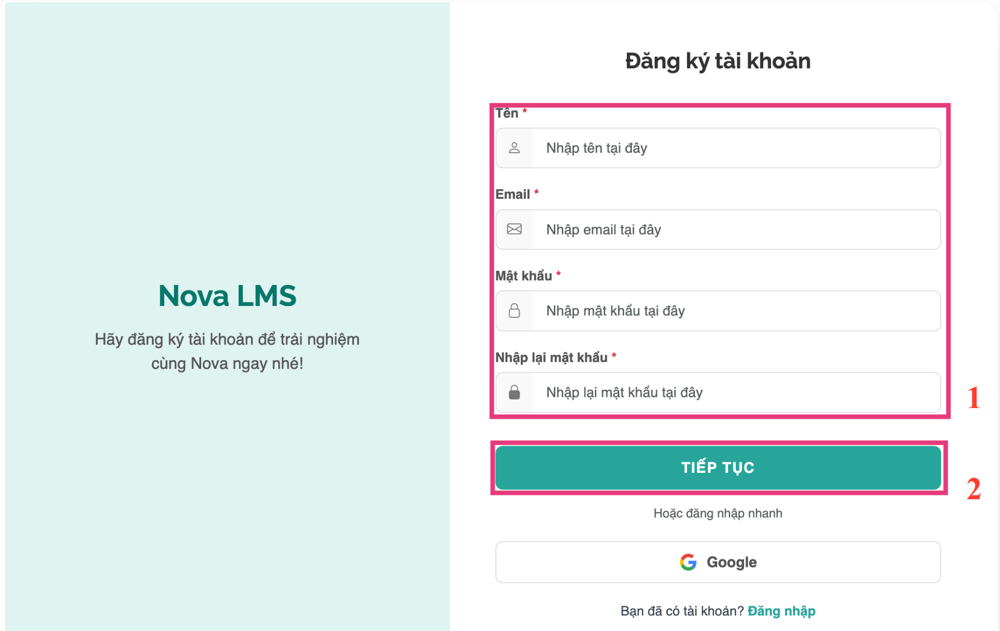 Nova LMS
Hãy đăng ký tài khoản để trải nghiệm
cùng Nova ngay nhé!
Đăng ký tài khoản
Tên *
Nhập tên tại đây
Email *
Nhập email tại đây
Mật khẩu *
Nhập mật khẩu tại đây
Nhập lại mật khẩu *
Nhập lại mật khẩu tại đây
1
TIẾP TỤC
2
Hoặc đăng nhập nhanh
Google
Bạn đã có tài khoản? Đăng nhập